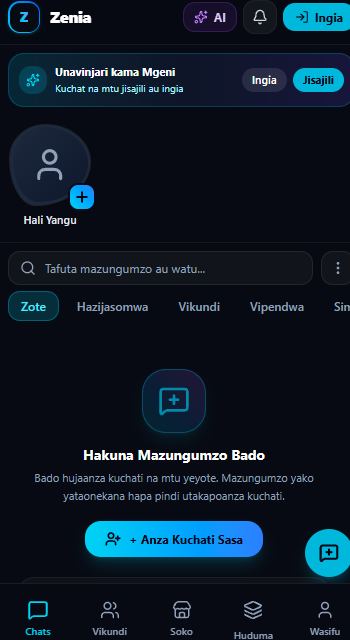 Z Zenia AI Ingia
Unavinjari kama Mgeni
Kuchat na mtu jisajili au ingia
Ingia Jisajili
Hali Yangu
Tafuta mazungumzo au watu...
Zote Hazijasomwa Vikundi Vipendwa Sim
Hakuna Mazungumzo Bado
Bado hujaanza kuchati na mtu yeyote. Mazungumzo yako
yataonekana hapa pindi utakapoanza kuchati.
+ Anza Kuchati Sasa
Chats Vikundi Soko Huduma Wasifu